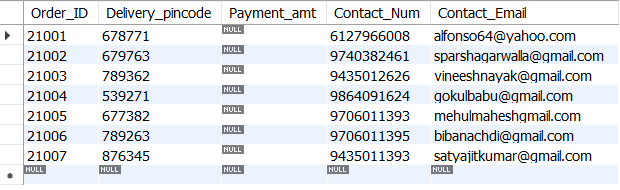 Order_ID Delivery_pincode Payment_amt Contact_Num Contact_Email
21001 678771 NULL 6127966008 alfonso64@yahoo.com
21002 679763 NULL 9740382461 sparshagarwalla@gmail.com
21003 789362 NULL 9435012626 vineeshnayak@gmail.com
21004 539271 NULL 9864091624 gokulbabu@gmail.com
21005 677382 NULL 9706011393 mehulmaheshgmail.com
21006 789263 NULL 9706011395 bibanachdi@gmail.com
21007 876345 NULL 9435011393 satyajitkumar@gmail.com
NULL NULL NULL NULL NULL